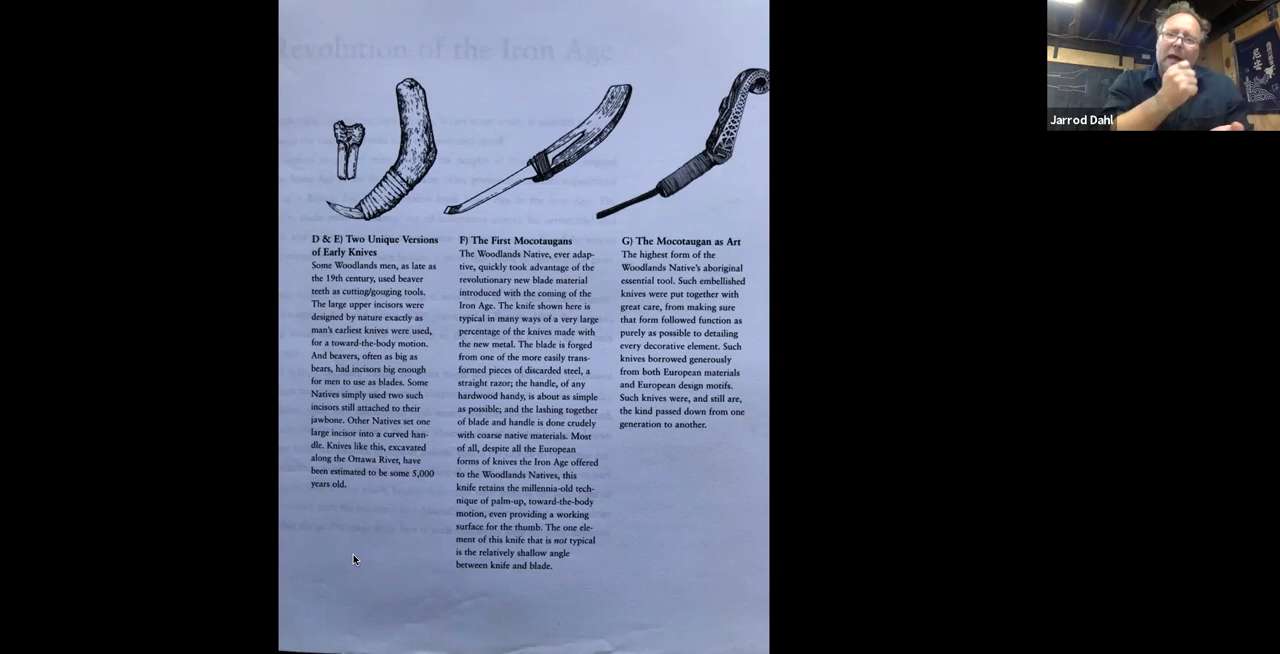 Revolution of the Iron Age
D & E) Two Unique Versions
of Early Knives
Some Woodlands men, as late as
the 19th century, used beaver
teeth as cutting/gouging tools.
The large upper incisors were
designed by nature exactly as
man's earliest knives were used,
for a toward-the-body motion.
And beavers, often as big as
bears, had incisors big enough
for men to use as blades. Some
Natives simply used two such
incisors still attached to their
jawbone. Other Natives set one
large incisor into a curved han-
dle. Knives like this, excavated
along the Ottawa River, have
been estimated to be some 5,000
years old.
F) The First Mocotaugans
The Woodlands Native, ever adap-
tive, quickly took advantage of the
revolutionary new blade material
introduced with the coming of the
Iron Age. The knife shown here is
typical in many ways of a very large
percentage of the knives made with
the new metal. The blade is forged
from one of the more easily trans-
formed pieces of discarded steel, a
straight razor; the handle, of any
hardwood handy, is about as simple
as possible; and the lashing together
of blade and handle is done crudely
with coarse native materials. Most
of all, despite all the European
forms of knives the Iron Age offered
to the Woodlands Natives, this
knife retains the millennia-old tech-
nique of palm-up, toward-the-body
motion, even providing a working
surface for the thumb. The one ele-
ment of this knife that is not typical
is the relatively shallow angle
between knife and blade.
G) The Mocotaugan as Art
The highest form of the
Woodlands Native's aboriginal
essential tool. Such embellished
knives were put together with
great care, from making sure
that form followed function as
purely as possible to detailing
every decorative element. Such
knives borrowed generously
from both European materials
and European design motifs.
Such knives were, and still are,
the kind passed down from one
generation to another.
Jarrod Dahl